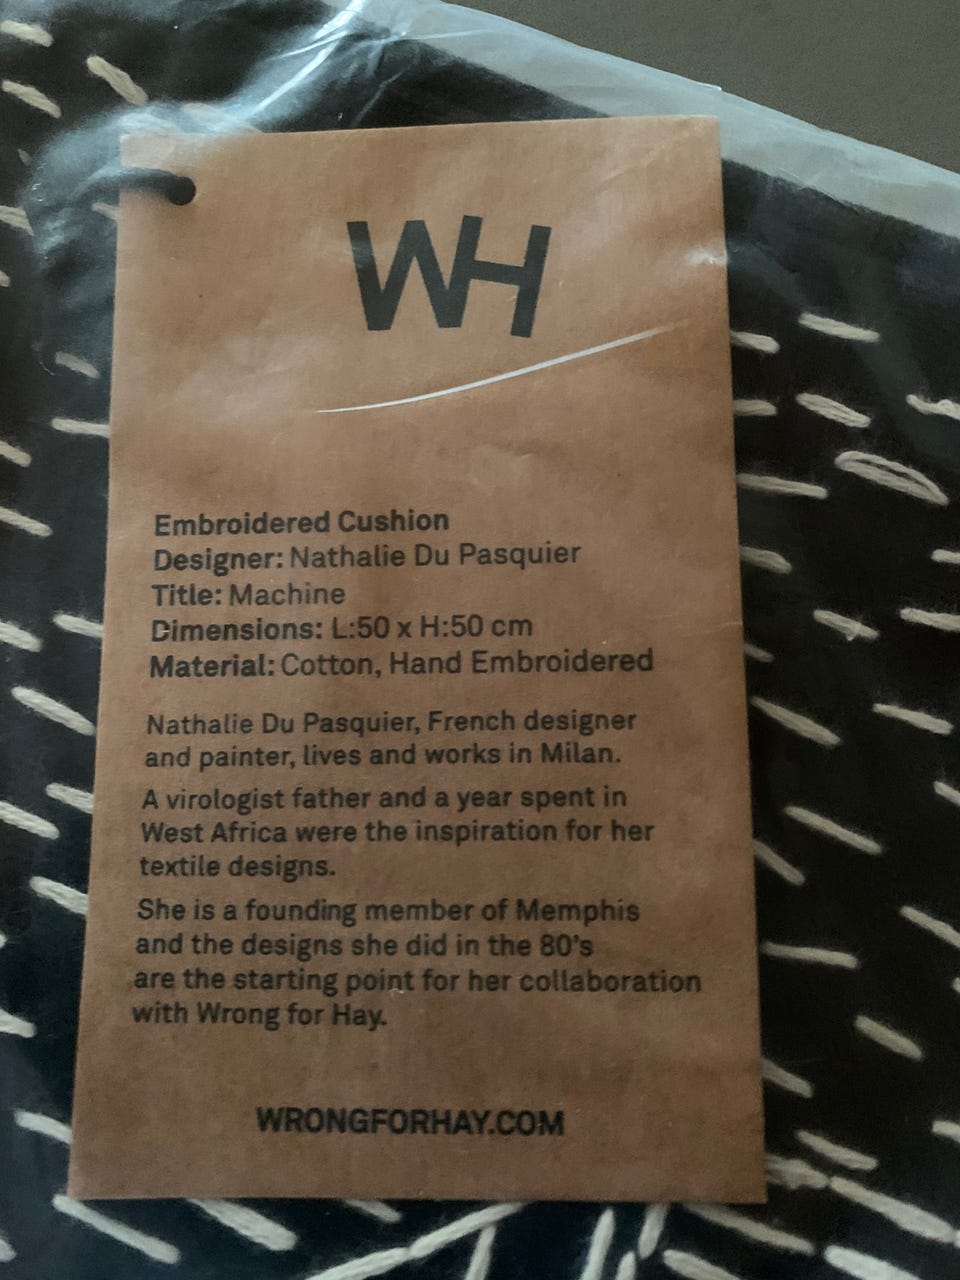 WH
Embroidered Cushion
Designer: Nathalie Du Pasquier
Title: Machine
Dimensions: L:50 x H:50 cm
Material: Cotton, Hand Embroidered
Nathalie Du Pasquier, French designer
and painter, lives and works in Milan.
A virologist father and a year spent in
West Africa were the inspiration for her
textile designs.
She is a founding member of Memphis
and the designs she did in the 80's
are the starting point for her collaboration
with Wrong for Hay.
WRONGFORHAY.COM